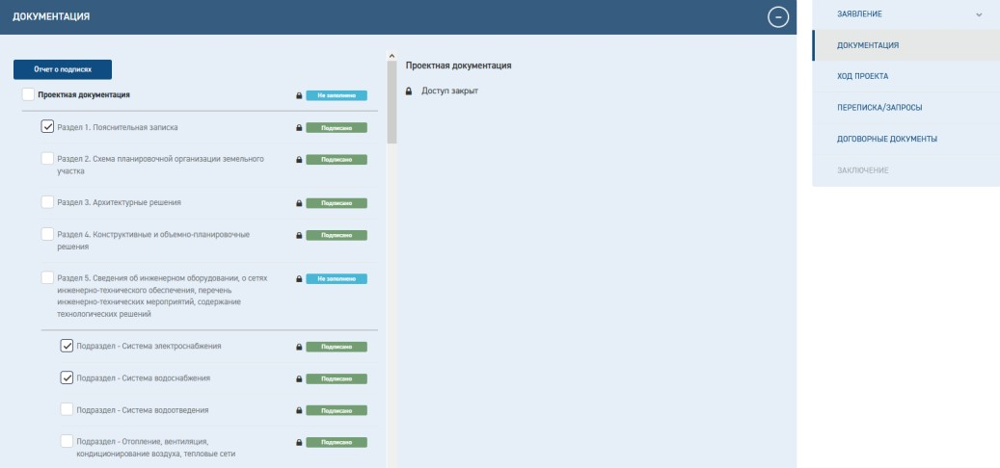 ДОКУМЕНТАЦИЯ
Отчет о подписях
Проектная документация
Не заполнено
Раздел 1. Пояснительная записка
Подписано
Раздел 2. Схема планировочной организации земельного
участка
Подписано
Раздел 3. Архитектурные решения
Подписано
Раздел 4. Конструктивные и объемно-планировочные
решения
Подписано
Раздел 5. Сведения об инженерном оборудовании, о сетях
инженерно-технического обеспечения, перечень
инженерно-технических мероприятий, содержание
технологических решений
Не заполнено
Подраздел - Система электроснабжения
Подписано
Подраздел - Система водоснабжения
Подписано
Подраздел - Система водоотведения
Подписано
Подраздел - Отопление, вентиляция,
кондиционирование воздуха, тепловые сети
Подписано
Проектная документация
Доступ закрыт
ЗАЯВЛЕНИЕ
ДОКУМЕНТАЦИЯ
ХОД ПРОЕКТА
ПЕРЕПИСКА/ЗАПРОСЫ
ДОГОВОРНЫЕ ДОКУМЕНТЫ
ЗАКЛЮЧЕНИЕ